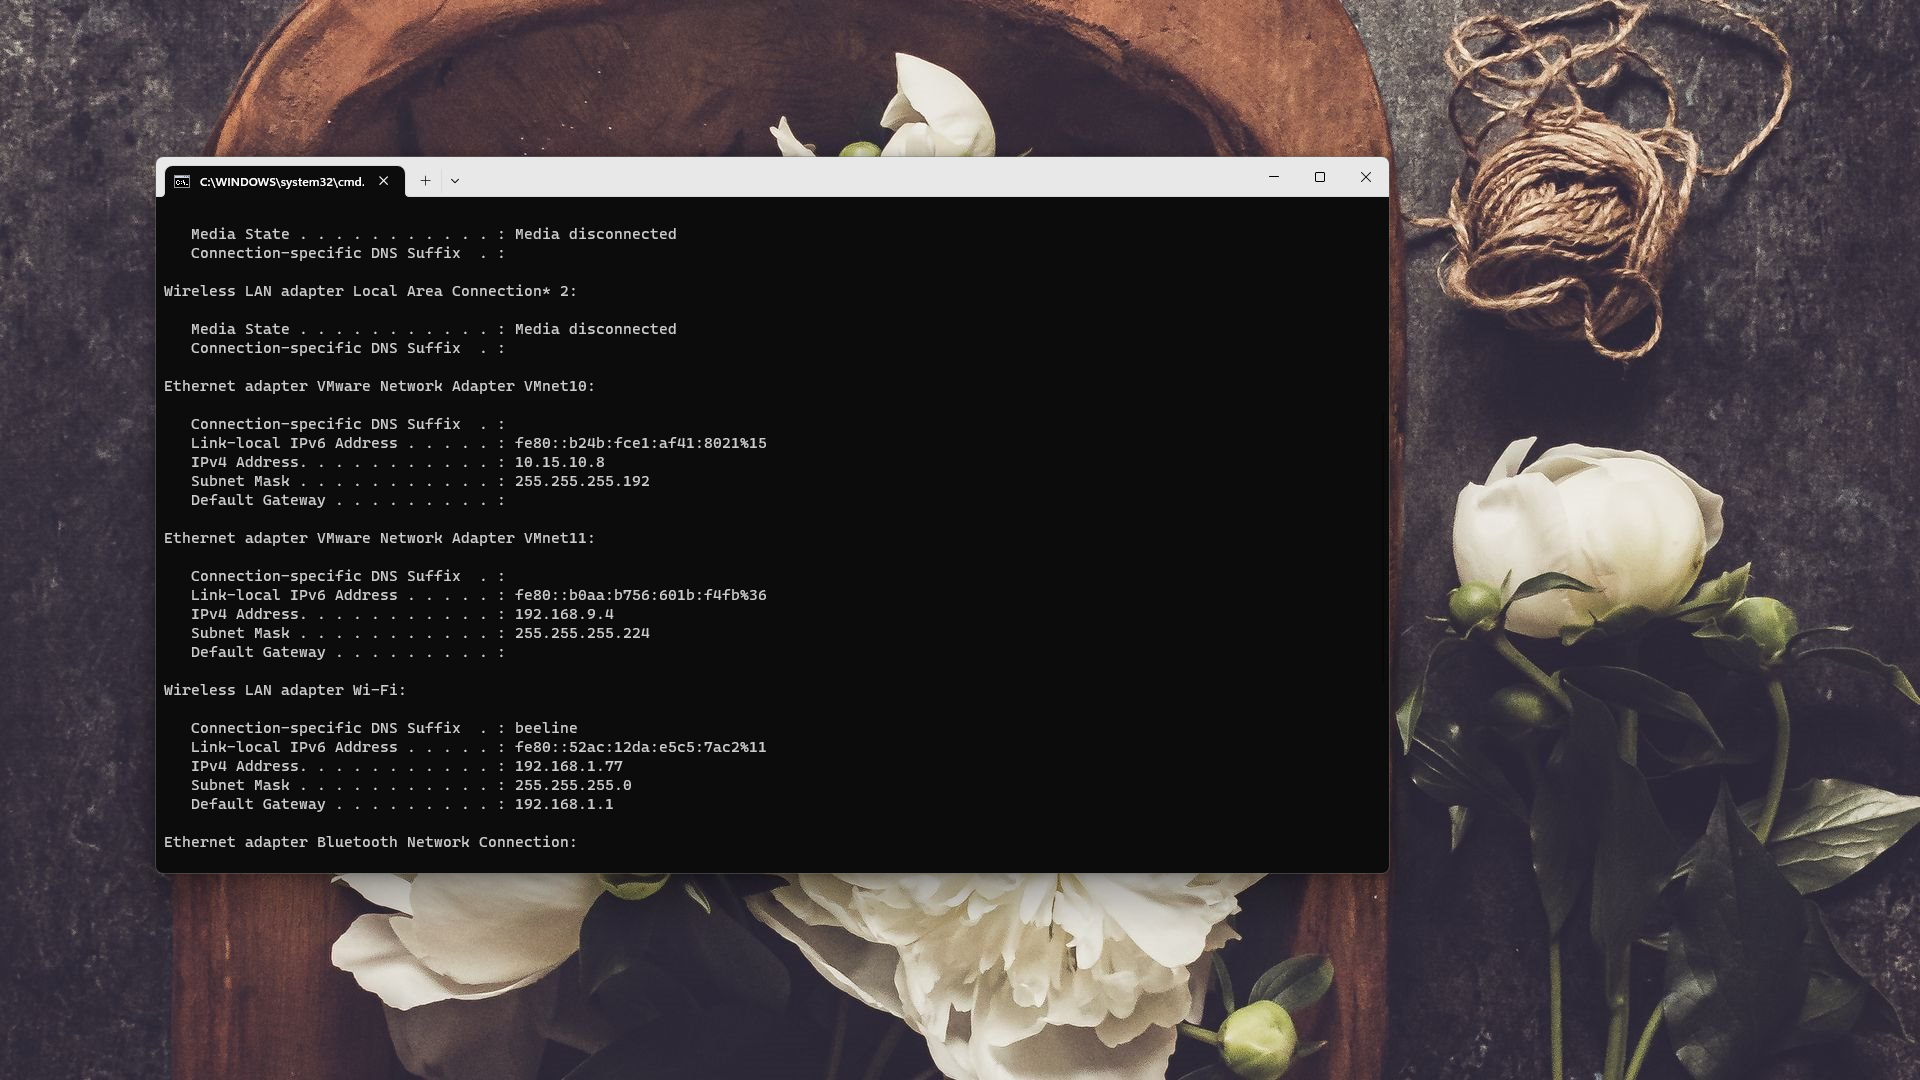 C:\WINDOWS\system32\cmd.
Media State . . . . . . . . . . . : Media disconnected
Connection-specific DNS Suffix  . :
Wireless LAN adapter Local Area Connection* 2:
Media State . . . . . . . . . . . : Media disconnected
Connection-specific DNS Suffix  . :
Ethernet adapter VMware Network Adapter VMnet10:
Connection-specific DNS Suffix  . :
Link-local IPv6 Address . . . . . : fe80::b24b:fce1:af41:8021%15
IPv4 Address. . . . . . . . . . . : 10.15.10.8
Subnet Mask . . . . . . . . . . . : 255.255.255.192
Default Gateway . . . . . . . . . :
Ethernet adapter VMware Network Adapter VMnet11:
Connection-specific DNS Suffix  . :
Link-local IPv6 Address . . . . . : fe80::b0aa:b756:601b:f4fb%36
IPv4 Address. . . . . . . . . . . : 192.168.9.4
Subnet Mask . . . . . . . . . . . : 255.255.255.224
Default Gateway . . . . . . . . . :
Wireless LAN adapter Wi-Fi:
Connection-specific DNS Suffix  . : beeline
Link-local IPv6 Address . . . . . : fe80::52ac:12da:e5c5:7ac2%11
IPv4 Address. . . . . . . . . . . : 192.168.1.77
Subnet Mask . . . . . . . . . . . : 255.255.255.0
Default Gateway . . . . . . . . . : 192.168.1.1
Ethernet adapter Bluetooth Network Connection: